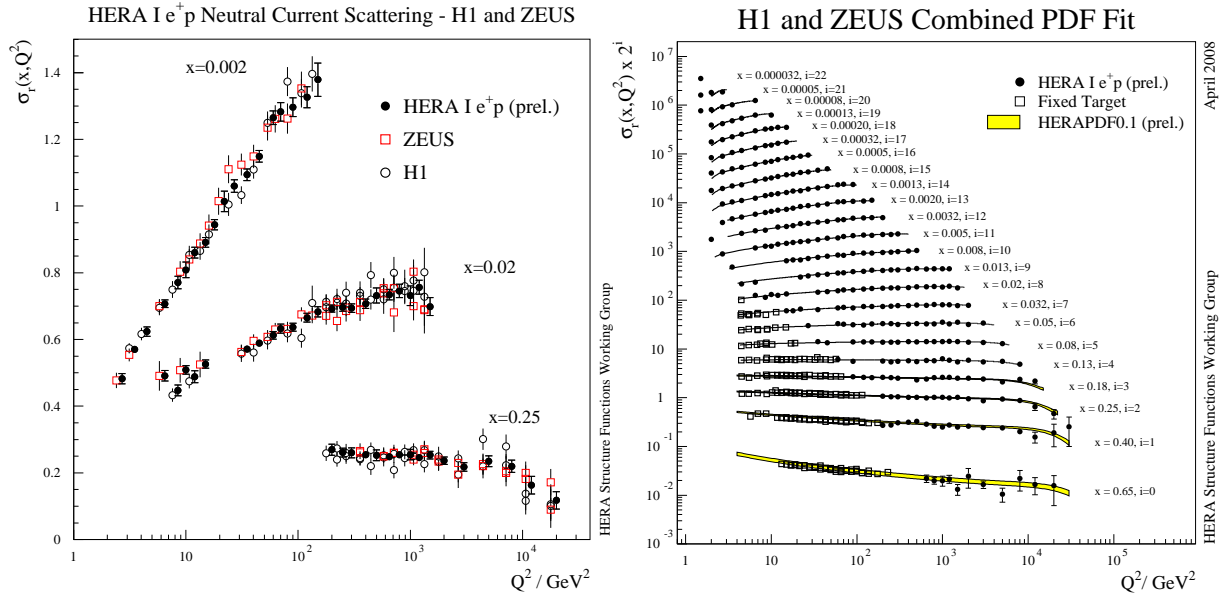 HERA I e⁺p Neutral Current Scattering - H1 and ZEUS
σr(x,Q²)
1.4
1.2
1
0.8
0.6
0.4
0.2
0
x=0.002
x=0.02
x=0.25
HERA I e⁺p (prel.)
ZEUS
H1
1
10
10²
10³
10⁴
Q² / GeV²
HERA Structure Functions Working Group
H1 and ZEUS Combined PDF Fit
σr(x,Q²) x 2ⁱ
10⁷
10⁶
10⁵
10⁴
10³
10²
10
1
10⁻¹
10⁻²
10⁻³
x = 0.000032, i=22
x = 0.00005, i=21
x = 0.00008, i=20
x = 0.00013, i=19
x = 0.00020, i=18
x = 0.00032, i=17
x = 0.0005, i=16
x = 0.0008, i=15
x = 0.0013, i=14
x = 0.0020, i=13
x = 0.0032, i=12
x = 0.005, i=11
x = 0.008, i=10
x = 0.013, i=9
x = 0.02, i=8
x = 0.032, i=7
x = 0.05, i=6
x = 0.08, i=5
x = 0.13, i=4
x = 0.18, i=3
x = 0.25, i=2
x = 0.40, i=1
x = 0.65, i=0
HERA I e⁺p (prel.)
Fixed Target
HERAPDF0.1 (prel.)
1
10
10²
10³
10⁴
10⁵
Q² / GeV²
April 2008
HERA Structure Functions Working Group